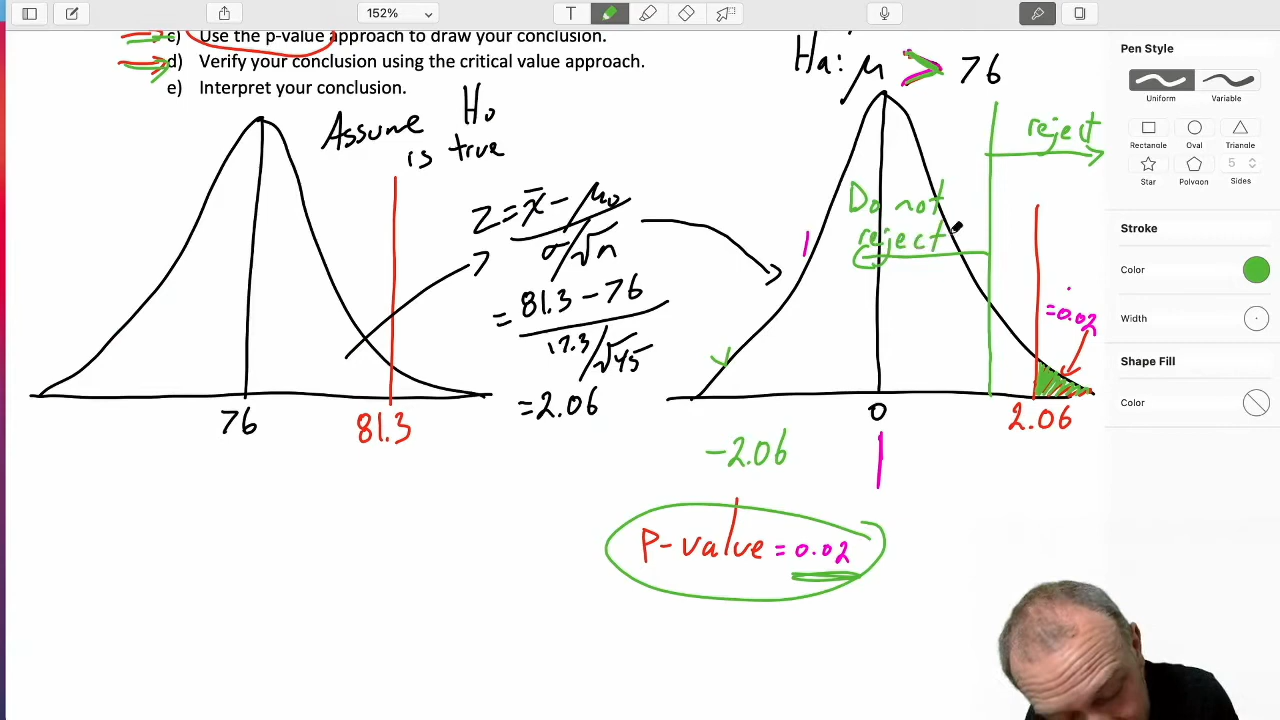 152%
T
c) Use the p-value approach to draw your conclusion.
d) Verify your conclusion using the critical value approach.
e) Interpret your conclusion.
Ha: μ > 76
Assume H₀
is true
Z = x̄ - μ₀
σ/√n
= 81.3 - 76
17.3/√45
= 2.06
76
81.3
Do not
reject
reject
= 0.02
0
2.06
-2.06
P-value = 0.02
Pen Style
Uniform
Variable
Rectangle
Oval
Triangle
Star
Polygon
5
Sides
Stroke
Color
Width
Shape Fill
Color